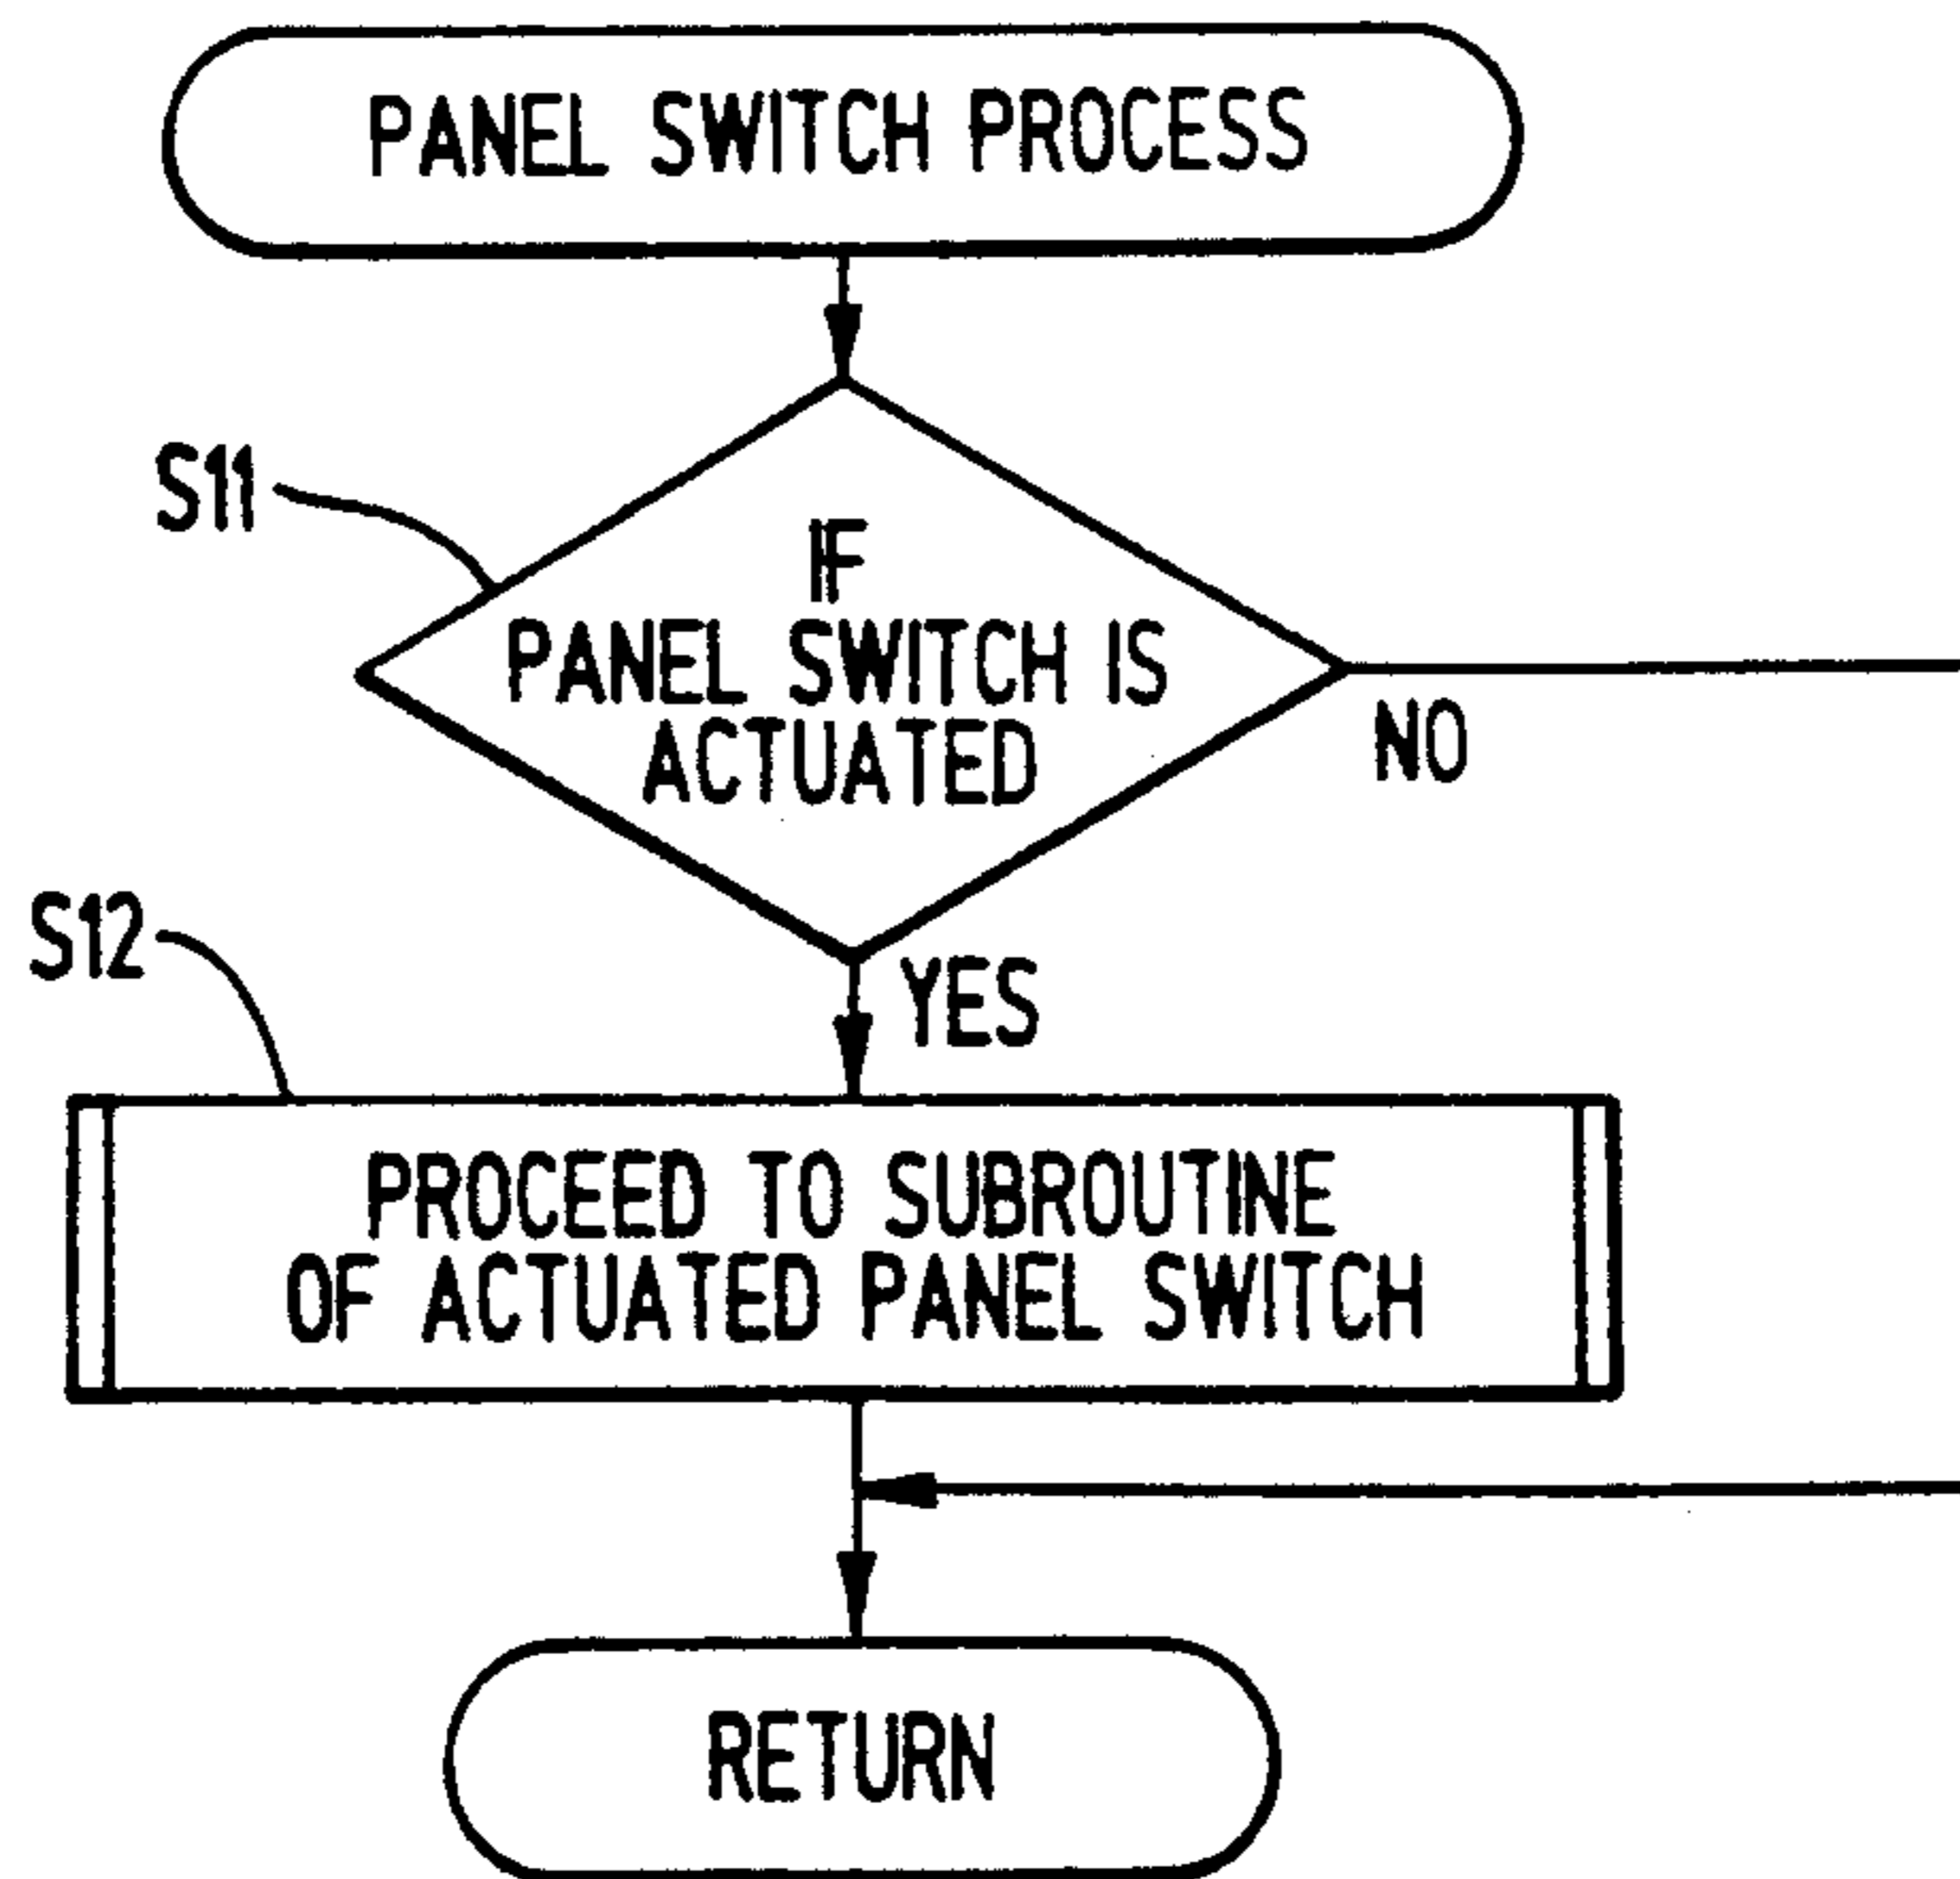 PANEL SWITCH PROCESS
S11
IF
PANEL SWITCH IS
ACTUATED
NO
S12
YES
PROCEED TO SUBROUTINE
OF ACTUATED PANEL SWITCH
RETURN